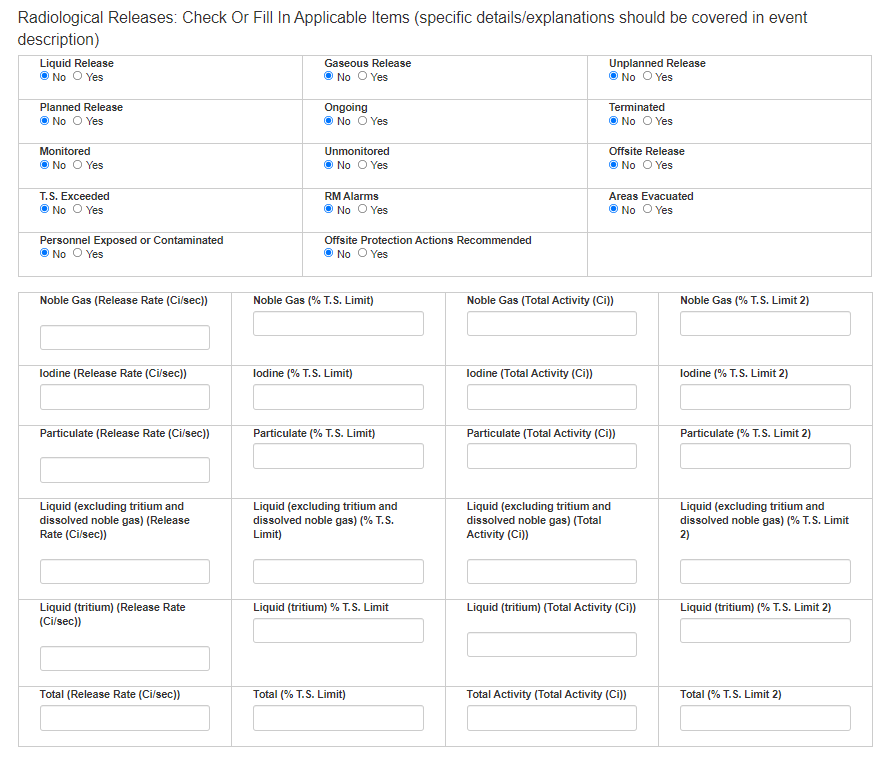 Radiological Releases: Check Or Fill In Applicable Items (specific details/explanations should be covered in event
description)
Liquid Release
No Yes
Gaseous Release
No Yes
Unplanned Release
No Yes
Planned Release
No Yes
Ongoing
No Yes
Terminated
No Yes
Monitored
No Yes
Unmonitored
No Yes
Offsite Release
No Yes
T.S. Exceeded
No Yes
RM Alarms
No Yes
Areas Evacuated
No Yes
Personnel Exposed or Contaminated
No Yes
Offsite Protection Actions Recommended
No Yes
Noble Gas (Release Rate (Ci/sec))
Noble Gas (% T.S. Limit)
Noble Gas (Total Activity (Ci))
Noble Gas (% T.S. Limit 2)
Iodine (Release Rate (Ci/sec))
Iodine (% T.S. Limit)
Iodine (Total Activity (Ci))
Iodine (% T.S. Limit 2)
Particulate (Release Rate (Ci/sec))
Particulate (% T.S. Limit)
Particulate (Total Activity (Ci))
Particulate (% T.S. Limit 2)
Liquid (excluding tritium and
dissolved noble gas) (Release
Rate (Ci/sec))
Liquid (excluding tritium and
dissolved noble gas) (% T.S.
Limit)
Liquid (excluding tritium and
dissolved noble gas) (Total
Activity (Ci))
Liquid (excluding tritium and
dissolved noble gas) (% T.S. Limit
2)
Liquid (tritium) (Release Rate
(Ci/sec))
Liquid (tritium) % T.S. Limit
Liquid (tritium) (Total Activity (Ci))
Liquid (tritium) (% T.S. Limit 2)
Total (Release Rate (Ci/sec))
Total (% T.S. Limit)
Total Activity (Total Activity (Ci))
Total (% T.S. Limit 2)